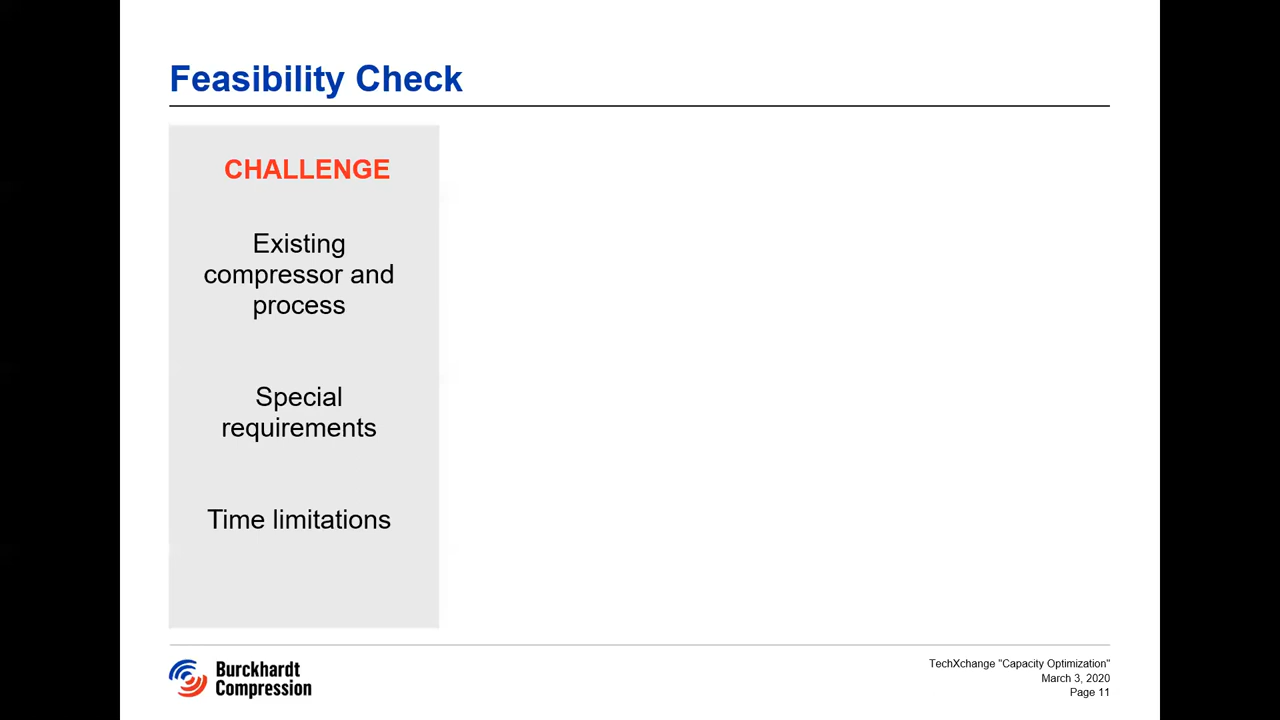 Feasibility Check
CHALLENGE
Existing
compressor and
process
Special
requirements
Time limitations
Burckhardt
Compression
TechXchange "Capacity Optimization"
March 3, 2020
Page 11